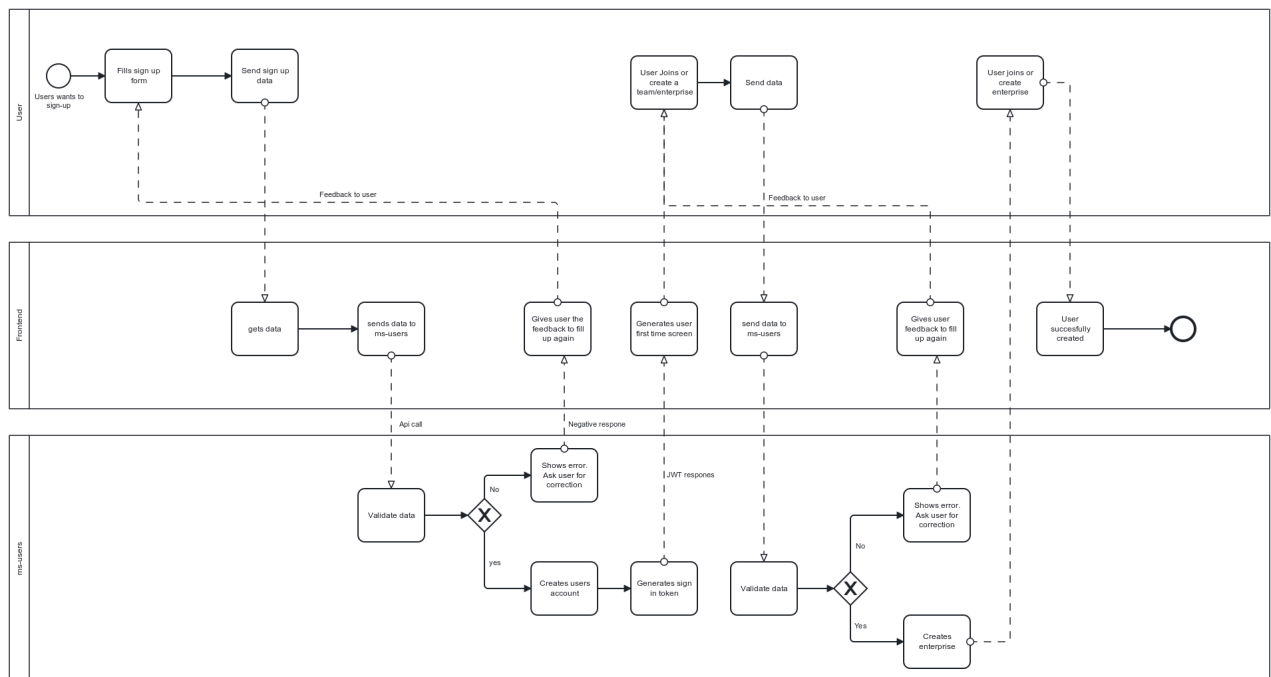 User
Users wants to
sign-up
Fills sign up
form
Send sign up
data
User Joins or
create a
team/enterprise
Send data
User joins or
create
enterprise
Feedback to user
Feedback to user
Frontend
gets data
sends data to
ms-users
Gives user the
feedback to fill
up again
Generates user
first time screen
send data to
ms-users
Gives user
feedback to fill
up again
User
succesfully
created
Api call
Negative respone
ms-users
Validate data
No
yes
Shows error.
Ask user for
correction
Creates users
account
Generates sign
in token
JWT respones
Validate data
No
Yes
Shows error.
Ask user for
correction
Creates
enterprise